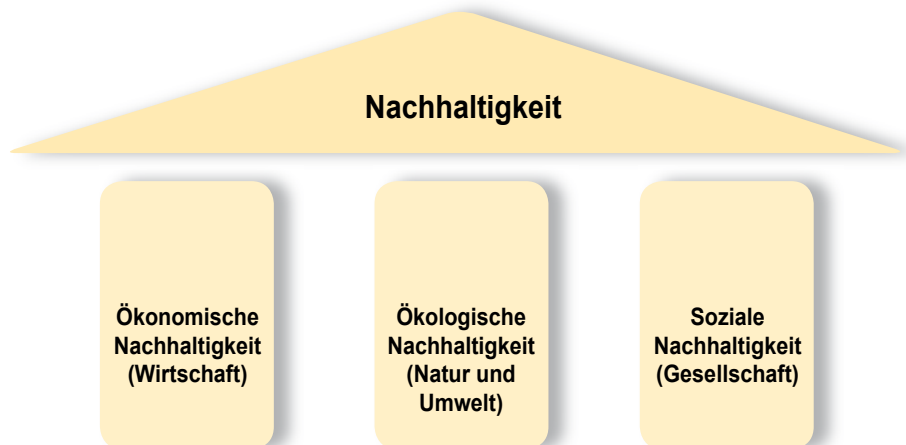 Nachhaltigkeit
Ökonomische
Nachhaltigkeit
(Wirtschaft)
Ökologische
Nachhaltigkeit
(Natur und
Umwelt)
Soziale
Nachhaltigkeit
(Gesellschaft)